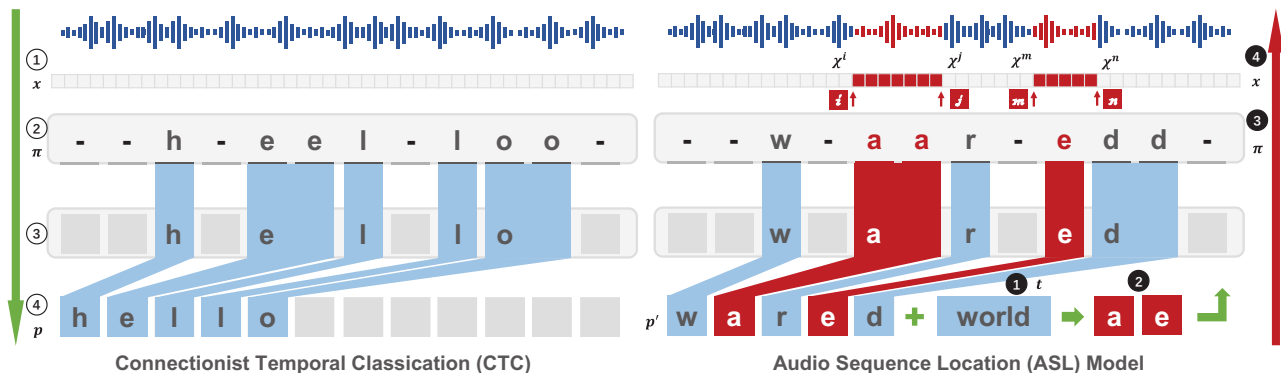 1
x
2
π
- - h - e e l - l o o -
3
h e l l o
4
p
h e l l o
Connectionist Temporal Classication (CTC)
χ^i χ^j χ^m χ^n
4
x
i j m n
3
π
- - w - a a r - e d d -
w a r e d
1 t 2
p′ w a r e d + world a e
Audio Sequence Location (ASL) Model